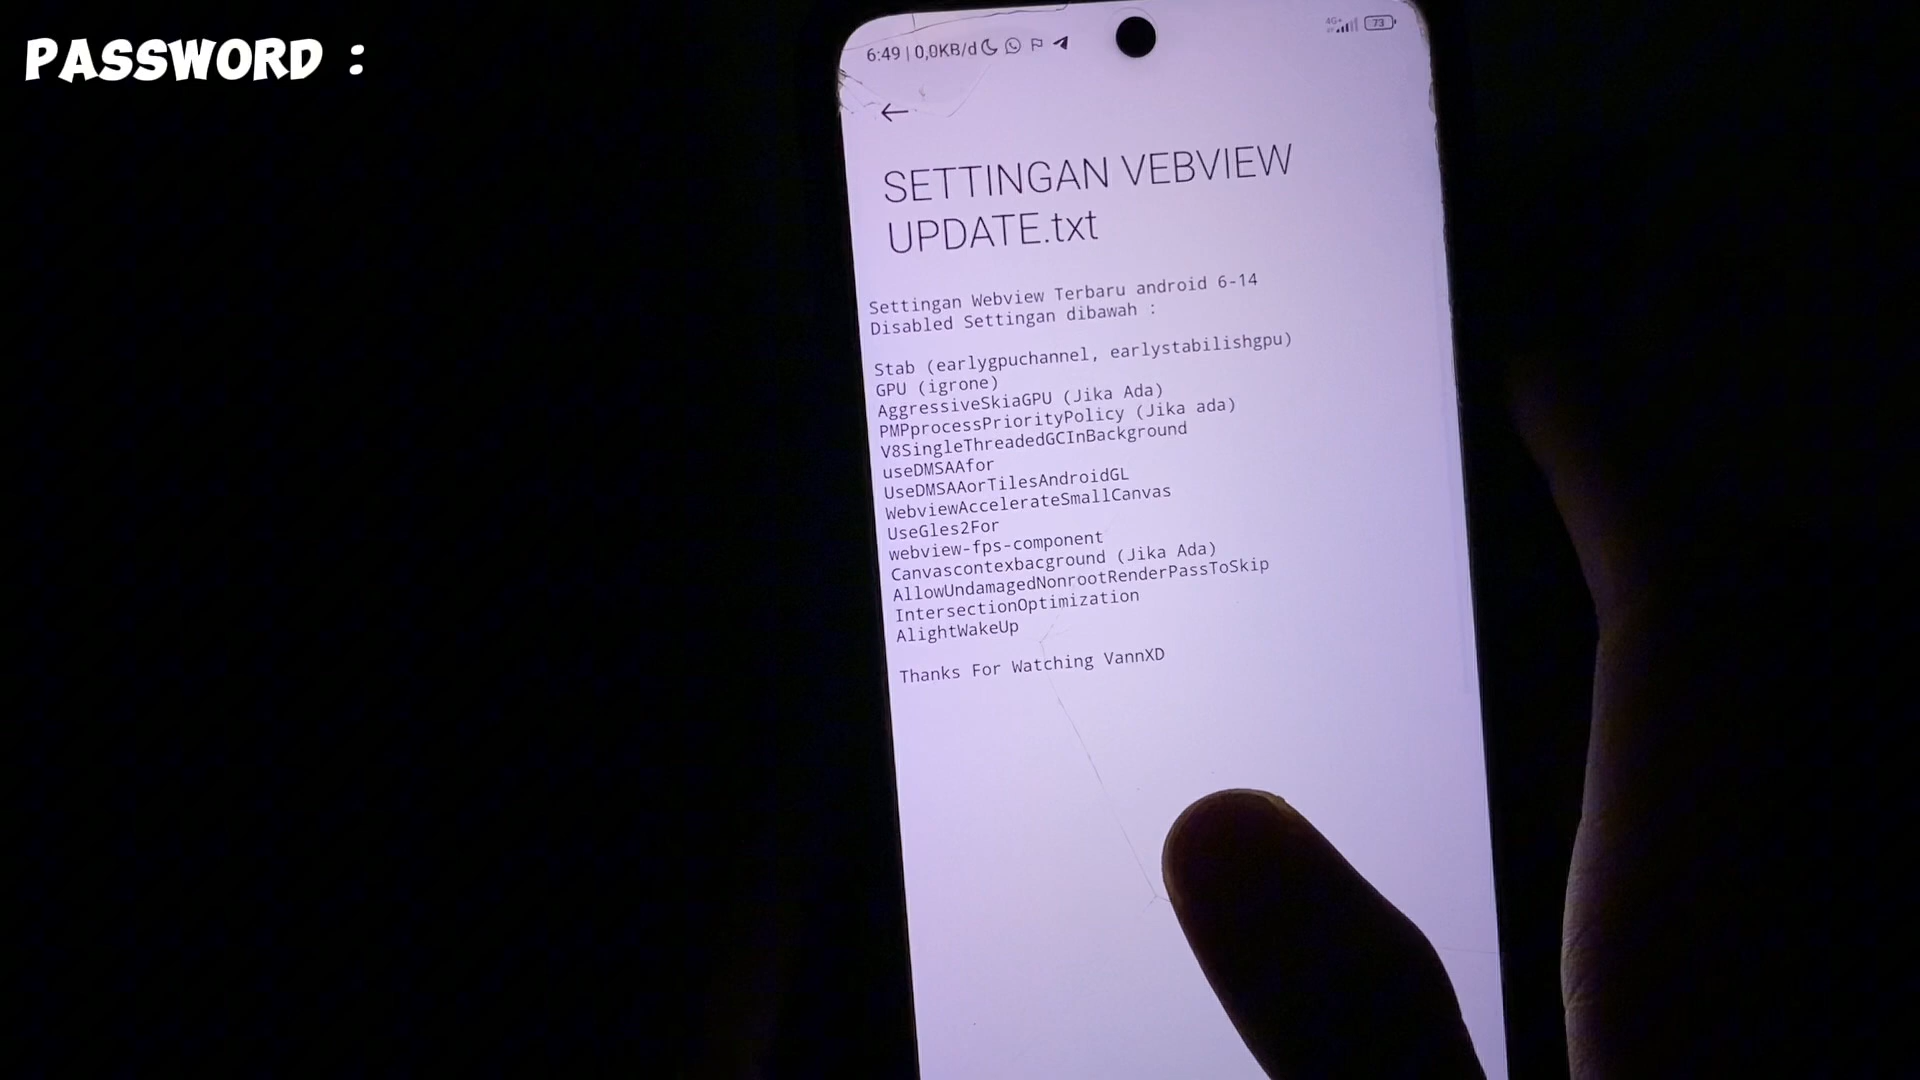 PASSWORD :
6:49 | 0,0KB/d
4G+
73
SETTINGAN VEBVIEW
UPDATE.txt
Settingan Webview Terbaru android 6-14
Disabled Settingan dibawah :
Stab (earlygpuchannel, earlystabilishgpu)
GPU (igrone)
AggressiveSkiaGPU (Jika Ada)
PMPprocessPriorityPolicy (Jika ada)
V8SingleThreadedGCInBackground
useDMSAAfor
UseDMSAAorTilesAndroidGL
WebviewAccelerateSmallCanvas
UseGles2For
webview-fps-component
Canvascontexbacground (Jika Ada)
AllowUndamagedNonrootRenderPassToSkip
IntersectionOptimization
AlightWakeUp
Thanks For Watching VannXD